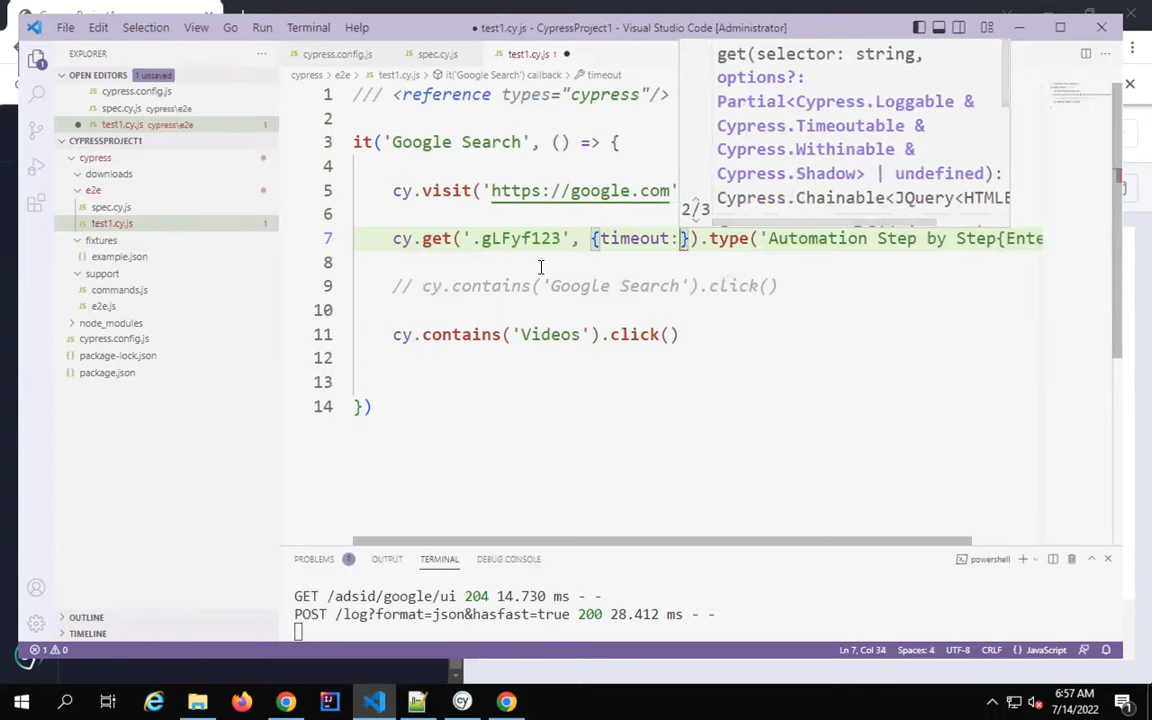 File Edit Selection View Go Run Terminal Help ● test1.cy.js - CypressProject1 - Visual Studio Code [Administrator]
EXPLORER ···
OPEN EDITORS 1 unsaved
cypress.config.js
spec.cy.js cypress\e2e
● test1.cy.js cypress\e2e 1
CYPRESSPROJECT1
cypress
downloads
e2e
spec.cy.js
test1.cy.js 1
fixtures
example.json
support
commands.js
e2e.js
node_modules
cypress.config.js
package-lock.json
package.json
OUTLINE
TIMELINE
cypress.config.js spec.cy.js test1.cy.js 1 ●
cypress > e2e > test1.cy.js > it('Google Search') callback > timeout
1 /// <reference types="cypress"/>
2
3 it('Google Search', () => {
4
5 cy.visit('https://google.com'
6
7 cy.get('.gLFyf123', {timeout:}).type('Automation Step by Step{Ente
8
9 // cy.contains('Google Search').click()
10
11 cy.contains('Videos').click()
12
13
14 })
get(selector: string,
options?:
Partial<Cypress.Loggable &
Cypress.Timeoutable &
Cypress.Withinable &
Cypress.Shadow> | undefined):
Cypress.Chainable<JQuery<HTMLE
2/3
PROBLEMS 1 OUTPUT TERMINAL DEBUG CONSOLE powershell
GET /adsid/google/ui 204 14.730 ms - -
POST /log?format=json&hasfast=true 200 28.412 ms - -
1 0 Ln 7, Col 34 Spaces: 4 UTF-8 CRLF {} JavaScript
cy
6:57 AM
7/14/2022
1